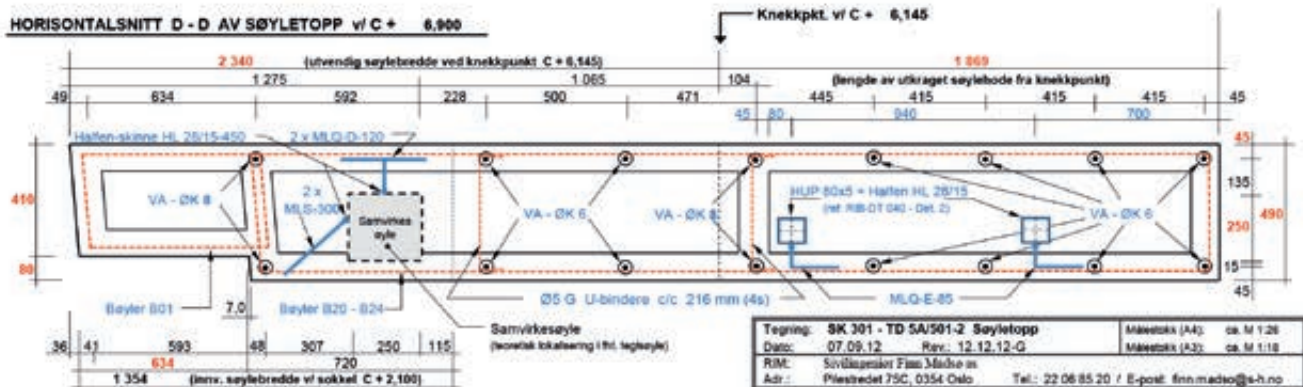 HORISONTALSNITT D - D AV SØYLETOPP v/ C + 6,900
Knekkpkt. v/ C + 6,145
2 340 (utvendig søylebredde ved knekkpunkt C + 6,145) 1 869
1 275 1 065 104 (lengde av utkraget søylehode fra knekkpunkt)
49 634 592 228 500 471 445 415 415 415 45
45 80 940 700
Halfen-skinne HL 28/15-450 2 x MLQ-D-120 45
410 VA - ØK 8 2 x MLS-300 Samvirkesøyle VA - ØK 6 VA - ØK 8 HUP 80x5 + Halfen HL 28/15 VA - ØK 6 135 490
(ref. RIB-DT 040 - Det. 2) 250
80 15
45
Bøyler B01 7,0 Bøyler B20 - B24 Ø5 G U-bindere c/c 216 mm (4s) MLQ-E-85
36 41 593 48 307 250 115 Samvirkesøyle
634 720
1 354 (innv. søylebredde v/ sokkel C + 2,100)
Tegning: SK 301 - TD 5A/501-2 Søyletopp Målestokk (A4): ca. M 1:26
Dato: 07.09.12 Rev.: 12.12.12-G Målestokk (A3): ca. M 1:18
RIM: Sivilingeniør Finn Madsø as
Adr.: Pilestredet 75C, 0354 Oslo Tel.: 22 06 85 20 / E-post: finn.madso@s-h.no